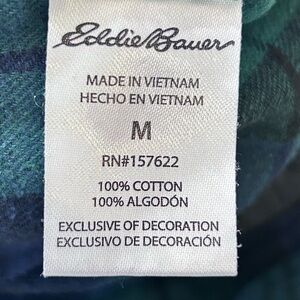 Eddie Bauer
MADE IN VIETNAM
HECHO EN VIETNAM
M
RN#157622
100% COTTON
100% ALGODÓN
EXCLUSIVE OF DECORATION
EXCLUSIVO DE DECORACIÓN